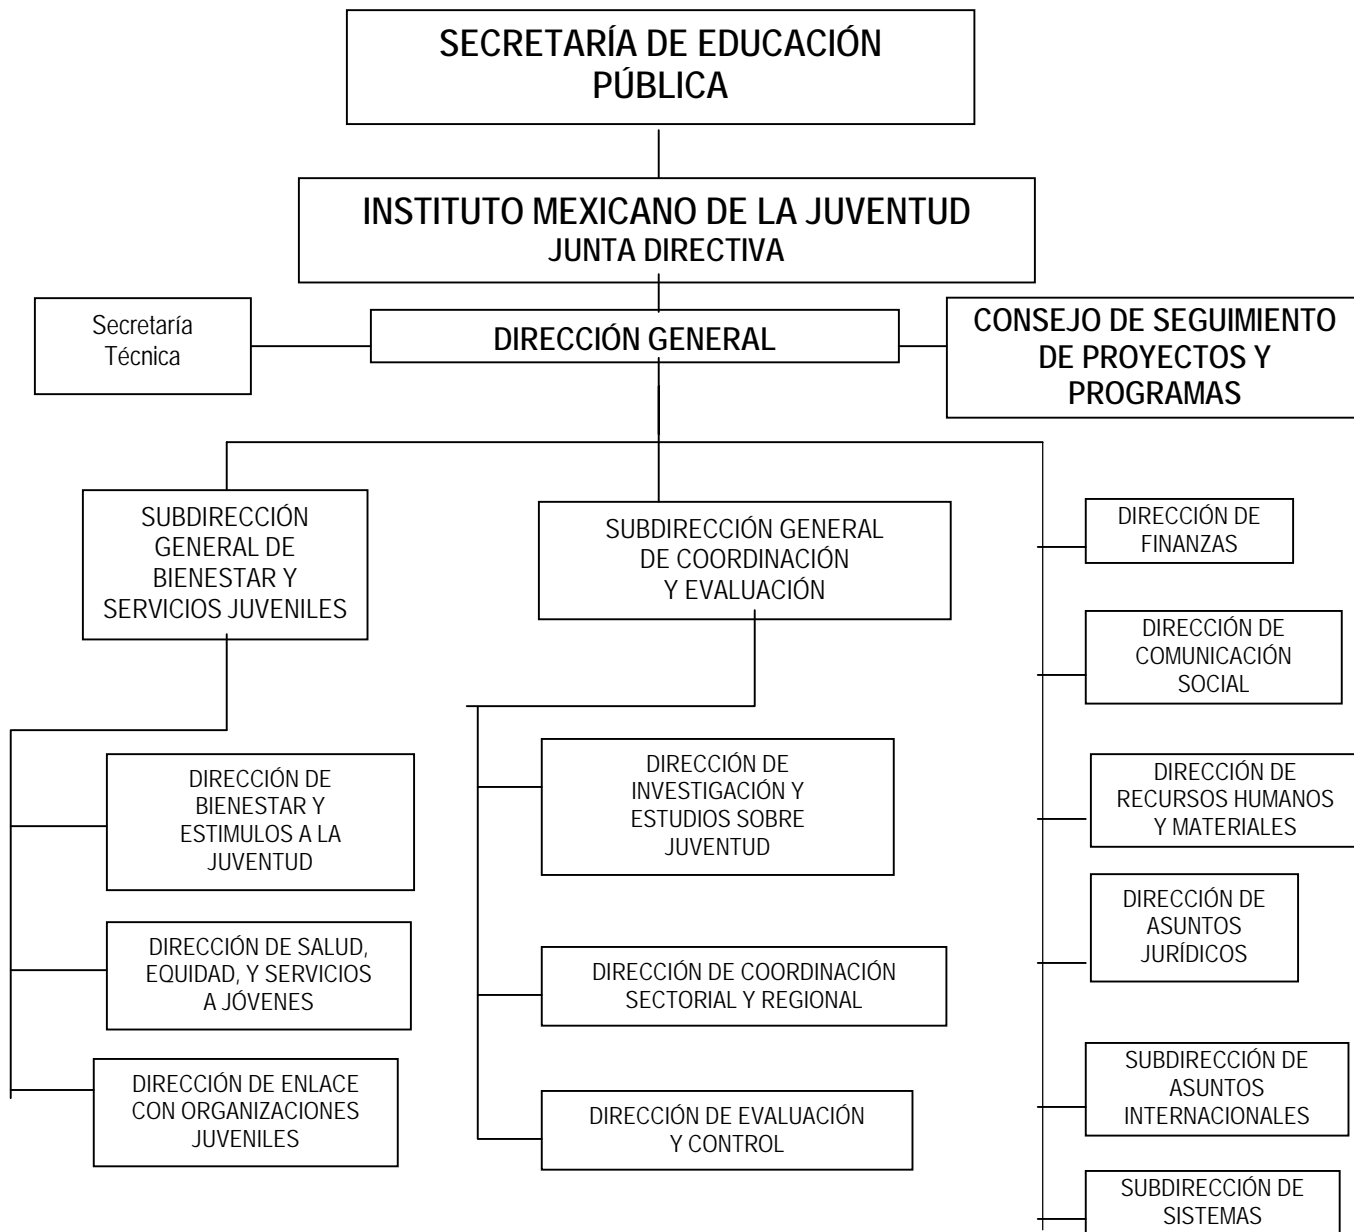 SECRETARÍA DE EDUCACIÓN
PÚBLICA
INSTITUTO MEXICANO DE LA JUVENTUD
JUNTA DIRECTIVA
Secretaría
Técnica
DIRECCIÓN GENERAL
CONSEJO DE SEGUIMIENTO
DE PROYECTOS Y
PROGRAMAS
SUBDIRECCIÓN
GENERAL DE
BIENESTAR Y
SERVICIOS JUVENILES
DIRECCIÓN DE
BIENESTAR Y
ESTIMULOS A LA
JUVENTUD
DIRECCIÓN DE SALUD,
EQUIDAD, Y SERVICIOS
A JÓVENES
DIRECCIÓN DE ENLACE
CON ORGANIZACIONES
JUVENILES
SUBDIRECCIÓN GENERAL
DE COORDINACIÓN
Y EVALUACIÓN
DIRECCIÓN DE
INVESTIGACIÓN Y
ESTUDIOS SOBRE
JUVENTUD
DIRECCIÓN DE COORDINACIÓN
SECTORIAL Y REGIONAL
DIRECCIÓN DE EVALUACIÓN
Y CONTROL
DIRECCIÓN DE
FINANZAS
DIRECCIÓN DE
COMUNICACIÓN
SOCIAL
DIRECCIÓN DE
RECURSOS HUMANOS
Y MATERIALES
DIRECCIÓN DE
ASUNTOS
JURÍDICOS
SUBDIRECCIÓN DE
ASUNTOS
INTERNACIONALES
SUBDIRECCIÓN DE
SISTEMAS